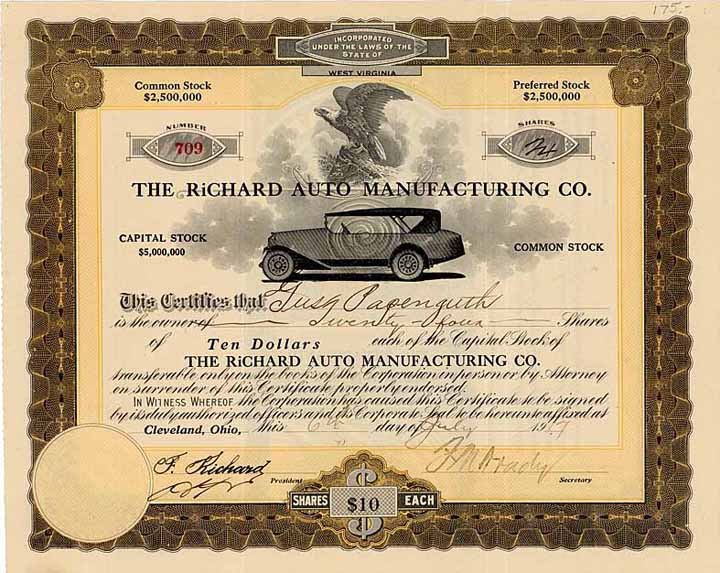 175.-
INCORPORATED
UNDER THE LAWS OF THE
STATE OF
WEST VIRGINIA
Common Stock
$2,500,000
Preferred Stock
$2,500,000
NUMBER
709
SHARES
24
THE RiCHARD AUTO MANUFACTURING CO.
CAPITAL STOCK
$5,000,000
COMMON STOCK
This Certifies that Gust Papenguth
is the owner of Twenty-four Shares
of Ten Dollars each of the Capital Stock of
THE RiCHARD AUTO MANUFACTURING CO.
transferable only on the books of the Corporation in person or by Attorney
on surrender of this Certificate properly endorsed.
IN WITNESS WHEREOF the Corporation has caused this Certificate to be signed
by its duly authorized officers and its Corporate Seal to be hereunto affixed at
Cleveland, Ohio, this 6th day of July 1917
F. Richard
President
Secretary
SHARES $10 EACH